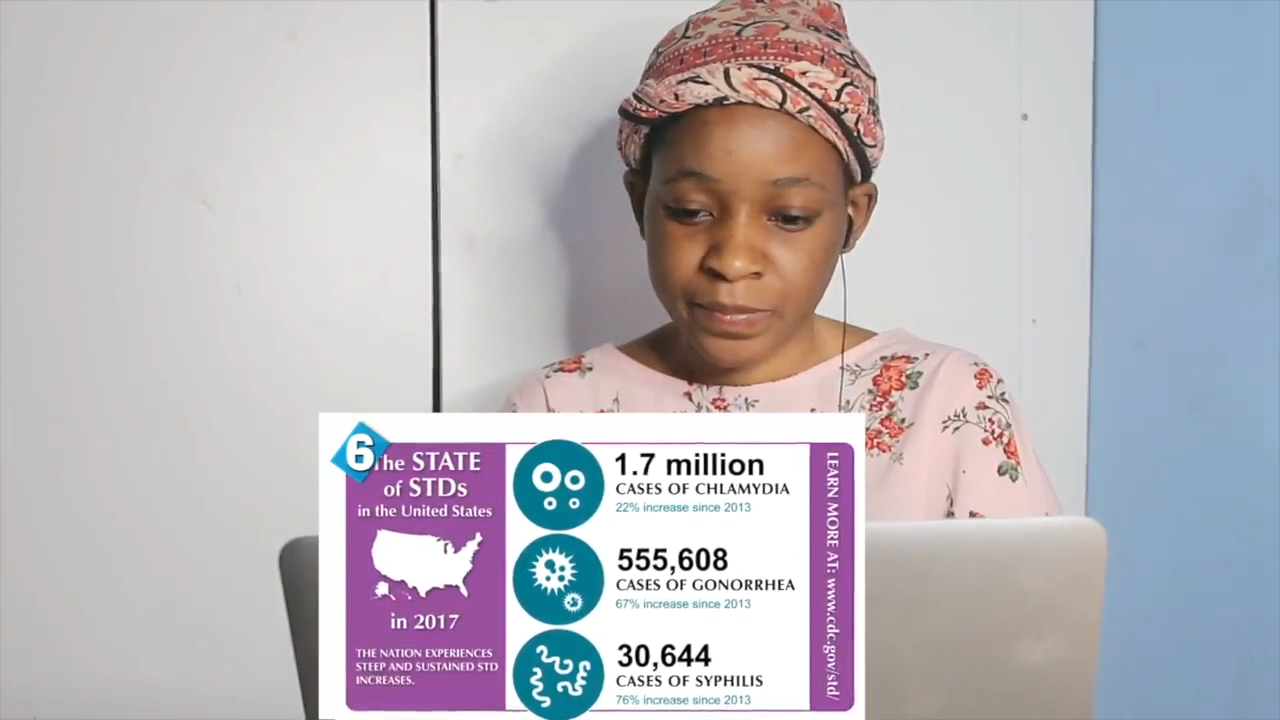 6
The STATE
of STDs
in the United States
in 2017
THE NATION EXPERIENCES
STEEP AND SUSTAINED STD
INCREASES.
1.7 million
CASES OF CHLAMYDIA
22% increase since 2013
555,608
CASES OF GONORRHEA
67% increase since 2013
30,644
CASES OF SYPHILIS
76% increase since 2013
LEARN MORE AT: www.cdc.gov/std/